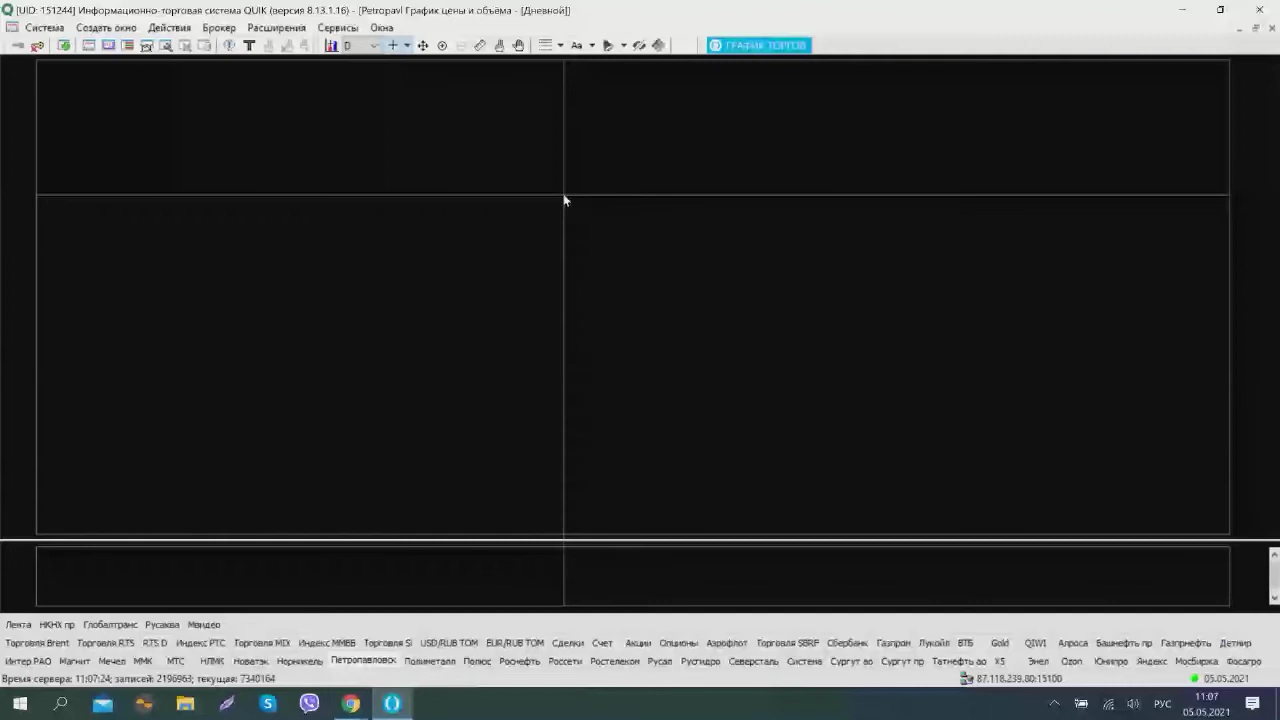 [UID: 151244] Информационно-торговая система QUIK (версия 8.13.1.16) - [Petropavl График цены и объёма - [Дневной]]
Система Создать окно Действия Брокер Расширения Сервисы Окна
D Aa ГРАФИК ТОРГОВ
Лента НКНХ пр Глобалтранс Русаква Мвидео
Торговля Brent Торговля RTS RTS D Индекс РТС Торговля MIX Индекс ММВБ Торговля Si USD/RUB TOM EUR/RUB TOM Сделки Счет Акции Опционы Аэрофлот Торговля SBRF Сбербанк Газпром Лукойл ВТБ Gold QIWI Алроса Башнефть пр Газпрнефть Детмир
Интер РАО Магнит Мечел ММК МТС НЛМК Новатэк Норникель Петропавловск Полиметалл Полюс Роснефть Россети Ростелеком Русал Русгидро Северсталь Система Сургут ао Сургут пр Татнефть ао X5 Энел Ozon Юнипро Яндекс Мосбиржа Фосагро
Время сервера: 11:07:24; записей: 2196963; текущая: 7340164 87.118.239.80:15100 05.05.2021
РУС 11:07
05.05.2021